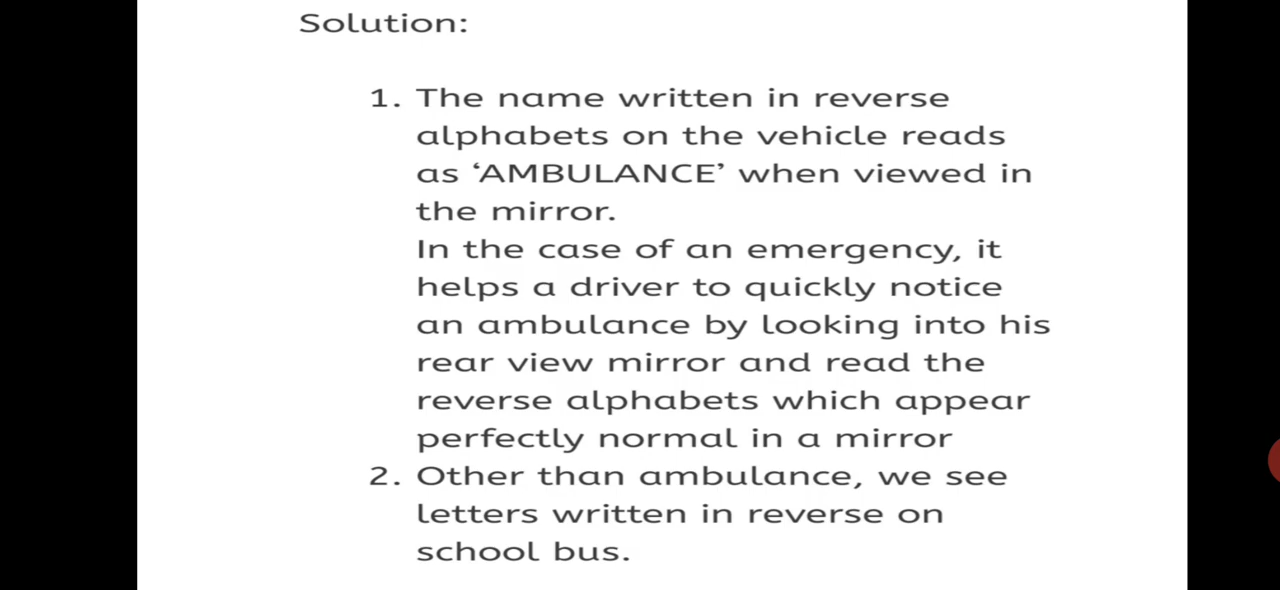 Solution:
1. The name written in reverse
alphabets on the vehicle reads
as ‘AMBULANCE’ when viewed in
the mirror.
In the case of an emergency, it
helps a driver to quickly notice
an ambulance by looking into his
rear view mirror and read the
reverse alphabets which appear
perfectly normal in a mirror
2. Other than ambulance, we see
letters written in reverse on
school bus.